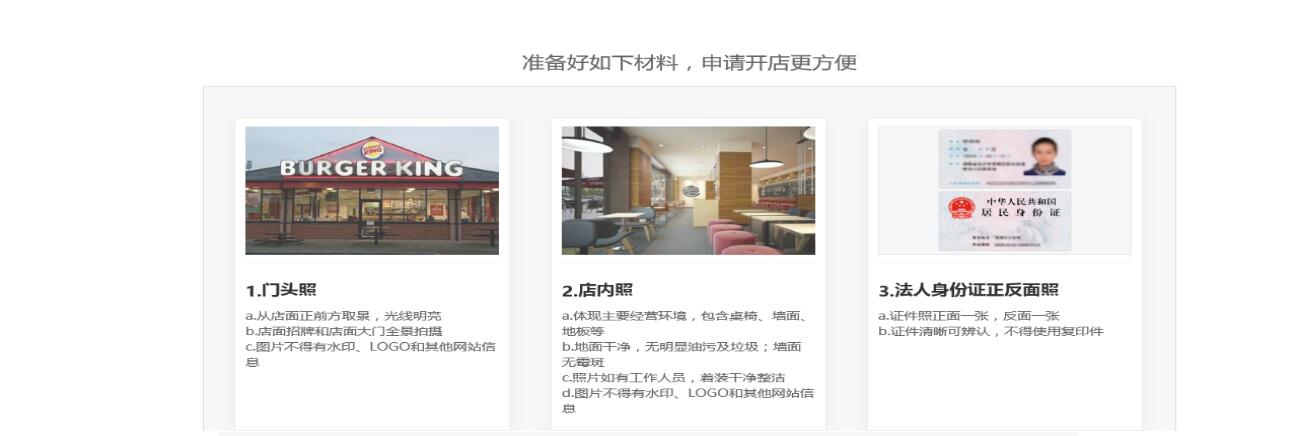 准备好如下材料，申请开店更方便
BURGER KING
BURGER KING
中华人民共和国
居民身份证
1.门头照
a.从店面正前方取景，光线明亮
b.店面招牌和店面大门全景拍摄
c.图片不得有水印、LOGO和其他网站信
息
2.店内照
a.体现主要经营环境，包含桌椅、墙面、
地板等
b.地面干净，无明显油污及垃圾；墙面
无霉斑
c.照片如有工作人员，着装干净整洁
d.图片不得有水印、LOGO和其他网站信
息
3.法人身份证正反面照
a.证件照正面一张，反面一张
b.证件清晰可辨认，不得使用复印件